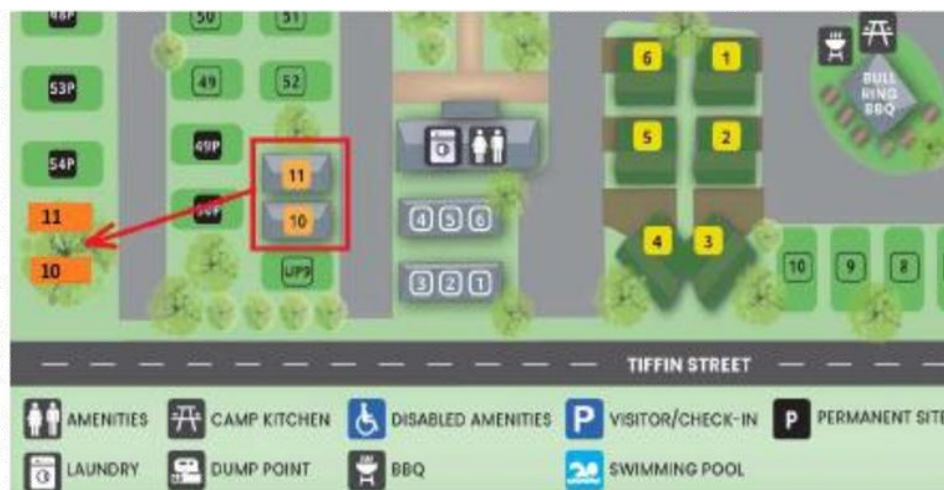 50
51
6
1
49
52
BULL
RING
BBQ
53P
49P
5
2
54P
11
4
5
6
11
10
4
3
10
UP9
3
2
1
10
9
8
TIFFIN STREET
AMENITIES
CAMP KITCHEN
DISABLED AMENITIES
P VISITOR/CHECK-IN
P PERMANENT SITE
LAUNDRY
DUMP POINT
BBQ
SWIMMING POOL